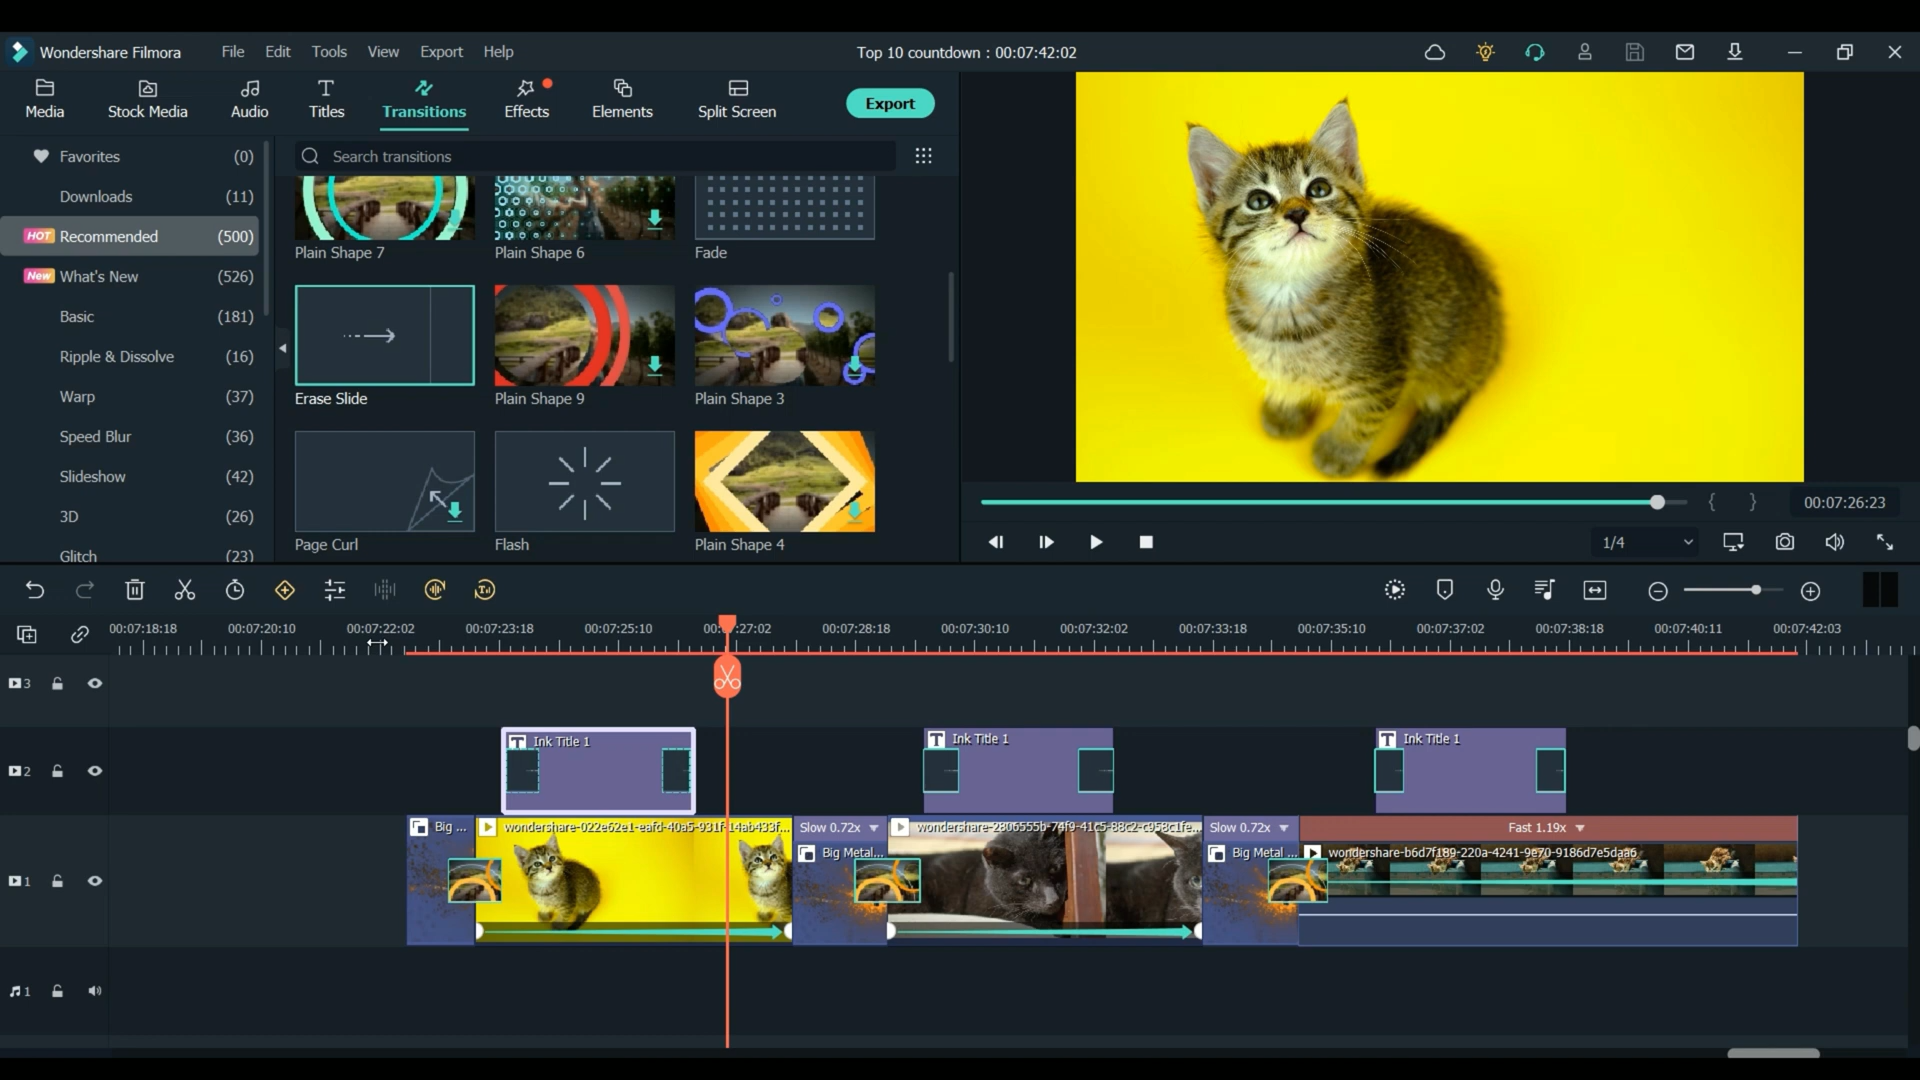 Wondershare Filmora
File
Edit
Tools
View
Export
Help
Top 10 countdown : 00:07:42:02
Media
Stock Media
Audio
Titles
Transitions
Effects
Elements
Split Screen
Export
Favorites (0)
Downloads (11)
HOT Recommended (500)
New What's New (526)
Basic (181)
Ripple & Dissolve (16)
Warp (37)
Speed Blur (36)
Slideshow (42)
3D (26)
Glitch (23)
Search transitions
Plain Shape 7
Plain Shape 6
Fade
Erase Slide
Plain Shape 9
Plain Shape 3
Page Curl
Flash
Plain Shape 4
{ } 00:07:26:23
1/4
00:07:18:18
00:07:20:10
00:07:22:02
00:07:23:18
00:07:25:10
00:07:27:02
00:07:28:18
00:07:30:10
00:07:32:02
00:07:33:18
00:07:35:10
00:07:37:02
00:07:38:18
00:07:40:11
00:07:42:03
3
2
T Ink Title 1
T Ink Title 1
T Ink Title 1
1
Big ...
wondershare-022e62e1-eafd-40a5-931f-14ab433f...
Slow 0.72x
Big Metal...
wondershare-2806555b-74f9-41c5-88c2-c958c1fe...
Slow 0.72x
Big Metal ...
Fast 1.19x
wondershare-b6d7f189-220a-4241-9e70-9186d7e5daa6
1